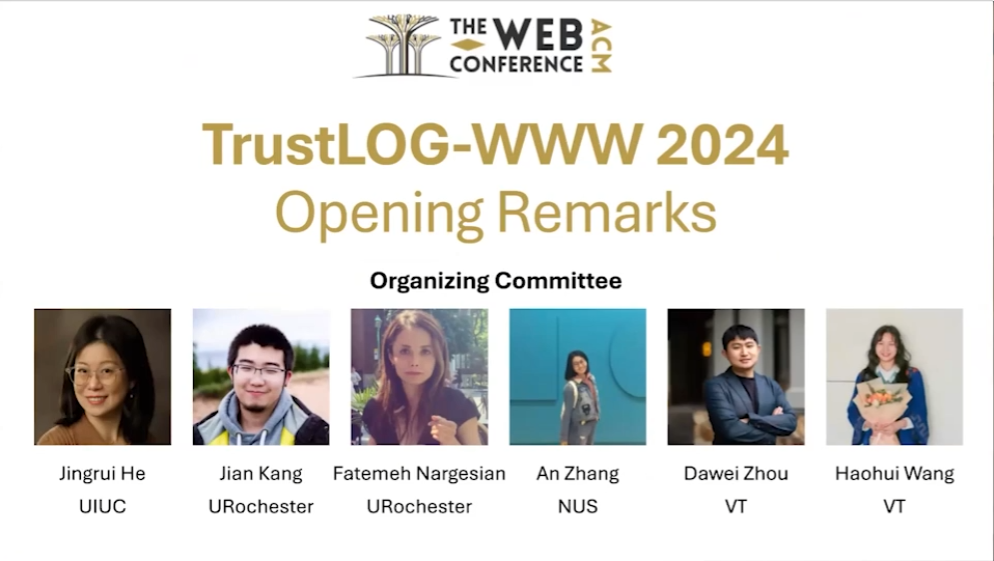 THE WEB
CONFERENCE
ACM
TrustLOG-WWW 2024
Opening Remarks
Organizing Committee
Jingrui He
UIUC
Jian Kang
URochester
Fatemeh Nargesian
URochester
An Zhang
NUS
Dawei Zhou
VT
Haohui Wang
VT